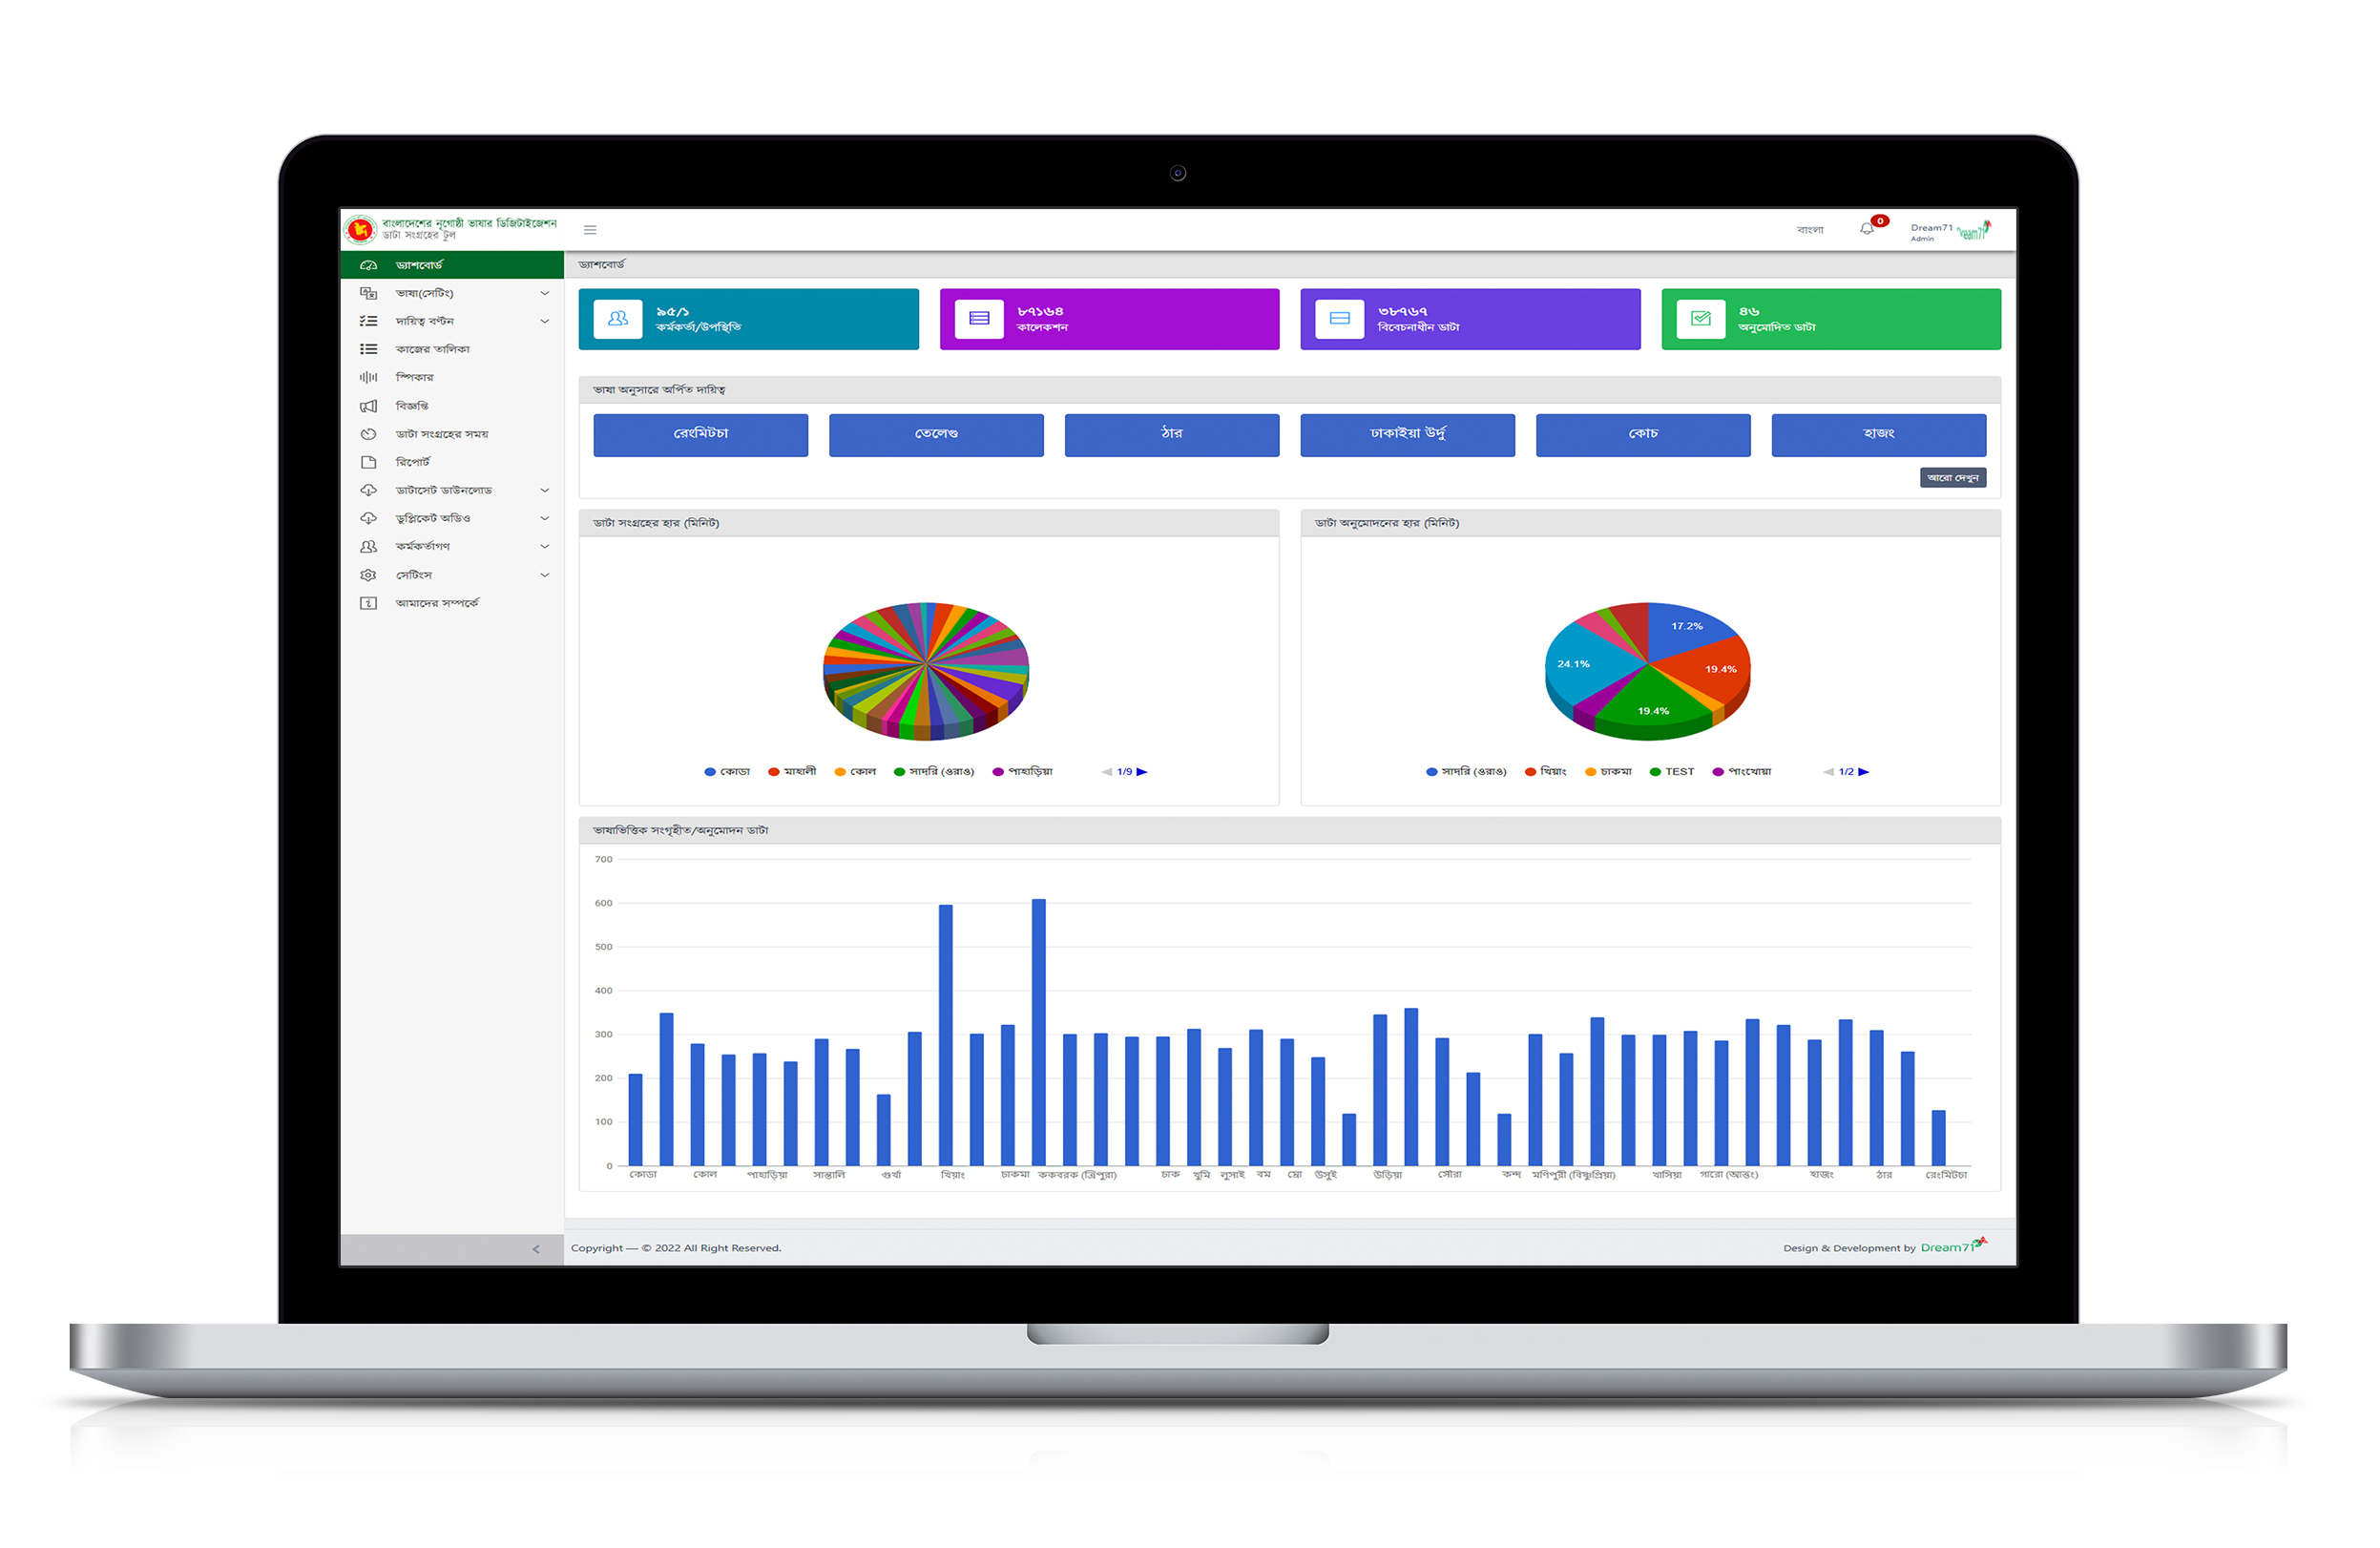 বাংলাদেশের নৃগোষ্ঠী ভাষার ডিজিটাইজেশন
ডাটা সংগ্রহের টুল
বাংলা
0
Dream71
Admin
Dream71
ড্যাশবোর্ড
ভাষা(সেটিং)
দায়িত্ব বণ্টন
কাজের তালিকা
স্পিকার
বিজ্ঞপ্তি
ডাটা সংগ্রহের সময়
রিপোর্ট
ডাটাসেট ডাউনলোড
ডুপ্লিকেট অডিও
কর্মকর্তাগণ
সেটিংস
আমাদের সম্পর্কে
ড্যাশবোর্ড
৯৫/১
কর্মকর্তা/উপস্থিতি
৮৭১৬৪
কালেকশন
৩৮৭৬৭
বিবেচনাধীন ডাটা
৪৬
অনুমোদিত ডাটা
ভাষা অনুসারে অর্পিত দায়িত্ব
রেংমিটচা তেলেগু ঠার ঢাকাইয়া উর্দু কোচ হাজং
আরো দেখুন
ডাটা সংগ্রহের হার (মিনিট)
কোডা মাহালী কোল সাদরি (ওরাও) পাহাড়িয়া 1/9
ডাটা অনুমোদনের হার (মিনিট)
17.2%
24.1% 19.4%
19.4%
সাদরি (ওরাও) খিয়াং চাকমা TEST পাংখোয়া 1/2
ভাষাভিত্তিক সংগৃহীত/অনুমোদন ডাটা
700
600
500
400
300
200
100
0
কোডা কোল পাহাড়িয়া সান্তালি গুর্খা খিয়াং চাকমা ককবরক (ত্রিপুরা) চাক খুমি লুসাই বম ম্রো উসুই উড়িয়া সৌরা কন্দ মণিপুরী (বিষ্ণুপ্রিয়া) খাসিয়া গারো (আত্তং) হাজং ঠার রেংমিটচা
Copyright — © 2022 All Right Reserved.
Design & Development by Dream71